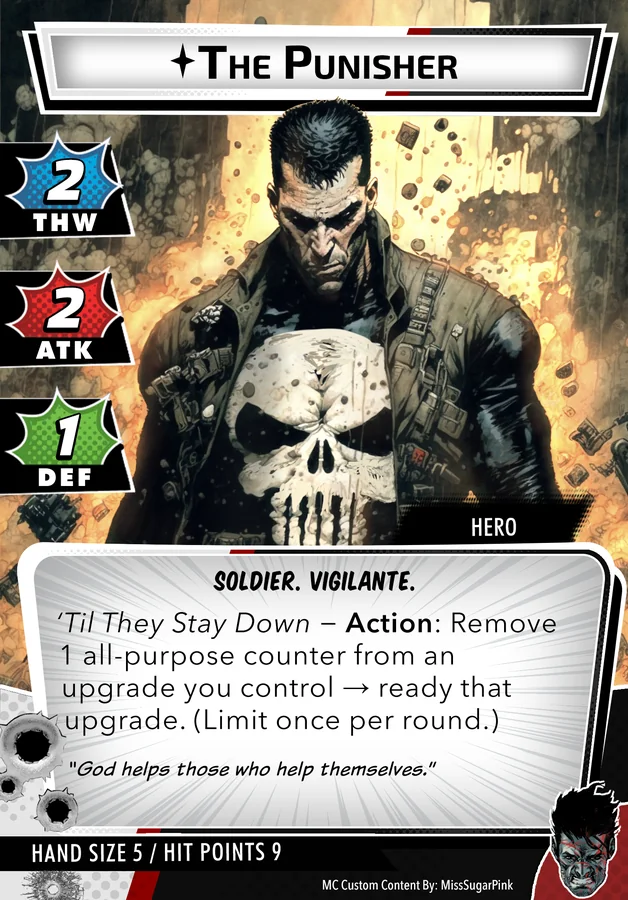 ✦The Punisher
2
THW
2
ATK
1
DEF
HERO
SOLDIER. VIGILANTE.
‘Til They Stay Down – Action: Remove
1 all-purpose counter from an
upgrade you control → ready that
upgrade. (Limit once per round.)
"God helps those who help themselves."
HAND SIZE 5 / HIT POINTS 9
MC Custom Content By: MissSugarPink